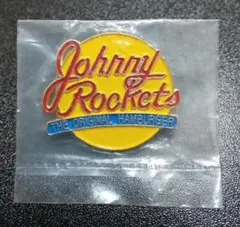 Johnny
Rockets
THE ORIGINAL HAMBURGER